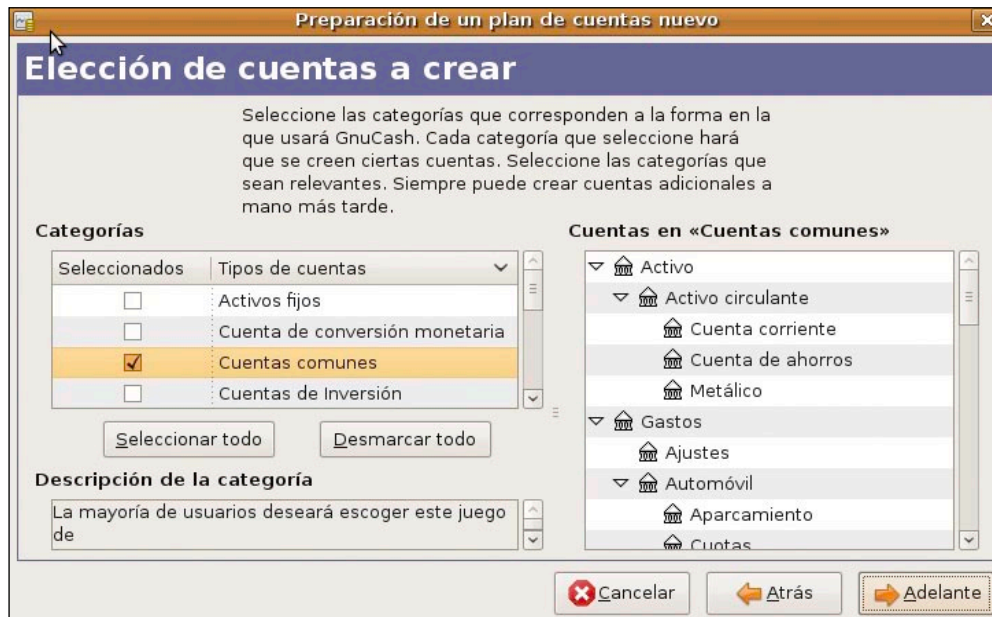 Preparación de un plan de cuentas nuevo
Elección de cuentas a crear
Seleccione las categorías que corresponden a la forma en la
que usará GnuCash. Cada categoría que seleccione hará
que se creen ciertas cuentas. Seleccione las categorías que
sean relevantes. Siempre puede crear cuentas adicionales a
mano más tarde.
Categorías
Seleccionados Tipos de cuentas
Activos fijos
Cuenta de conversión monetaria
Cuentas comunes
Cuentas de Inversión
Seleccionar todo Desmarcar todo
Descripción de la categoría
La mayoría de usuarios deseará escoger este juego
de
Cuentas en «Cuentas comunes»
Activo
Activo circulante
Cuenta corriente
Cuenta de ahorros
Metálico
Gastos
Ajustes
Automóvil
Aparcamiento
Cuotas
Cancelar Atrás Adelante